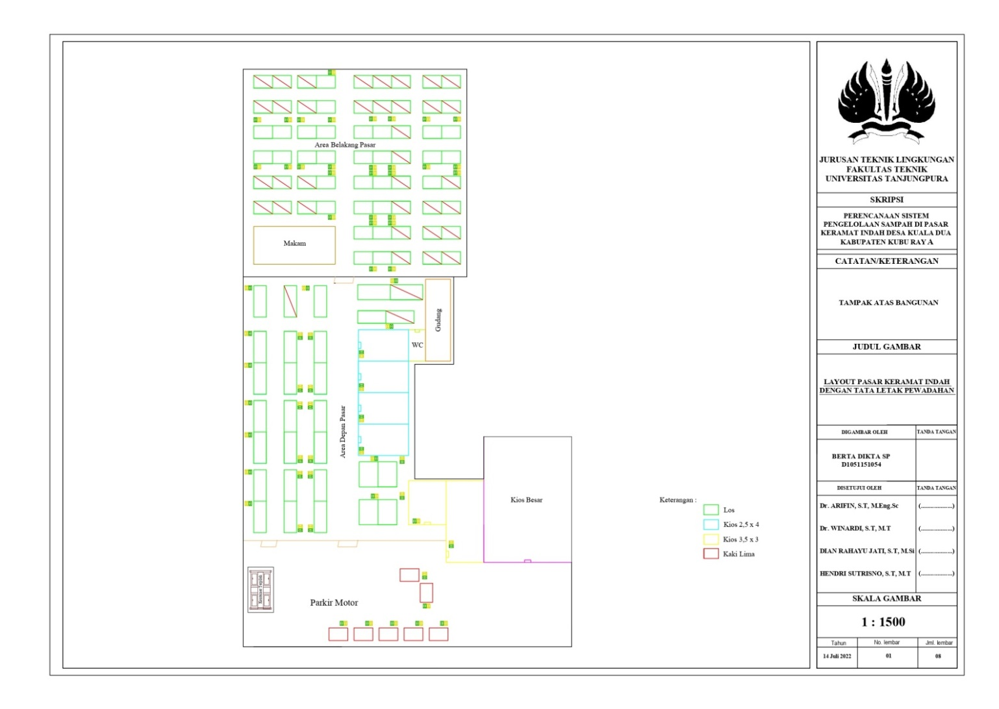 Area Belakang Pasar
Makam
Gudang
WC
Area Depan Pasar
Kios Besar
Parkir Motor
Keterangan :
Los
Kios 2,5 x 4
Kios 3,5 x 3
Kaki Lima
JURUSAN TEKNIK LINGKUNGAN
FAKULTAS TEKNIK
UNIVERSITAS TANJUNGPURA
SKRIPSI
PERENCANAAN SISTEM
PENGELOLAAN SAMPAH DI PASAR
KERAMAT INDAH DESA KUALA DUA
KABUPATEN KUBU RAY A
CATATAN/KETERANGAN
TAMPAK ATAS BANGUNAN
JUDUL GAMBAR
LAYOUT PASAR KERAMAT INDAH
DENGAN TATA LETAK PEWADAHAN
DIGAMBAR OLEH TANDA TANGAN
BERTA DIKTA SP
D1051151054
DISETUJUI OLEH TANDA TANGAN
Dr. ARIFIN, S.T, M.Eng.Sc (...................)
Dr. WINARDI, S.T, M.T (...................)
DIAN RAHAYU JATI, S.T, M.Si (...................)
HENDRI SUTRISNO, S.T, M.T (...................)
SKALA GAMBAR
1 : 1500
Tahun No. lembar Jml. lembar
14 Juli 2022 01 08